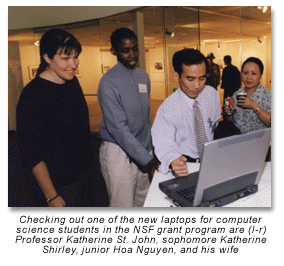 Checking out one of the new laptops for computer
science students in the NSF grant program are (l-r)
Professor Katherine St. John, sophomore Katherine
Shirley, junior Hoa Nguyen, and his wife